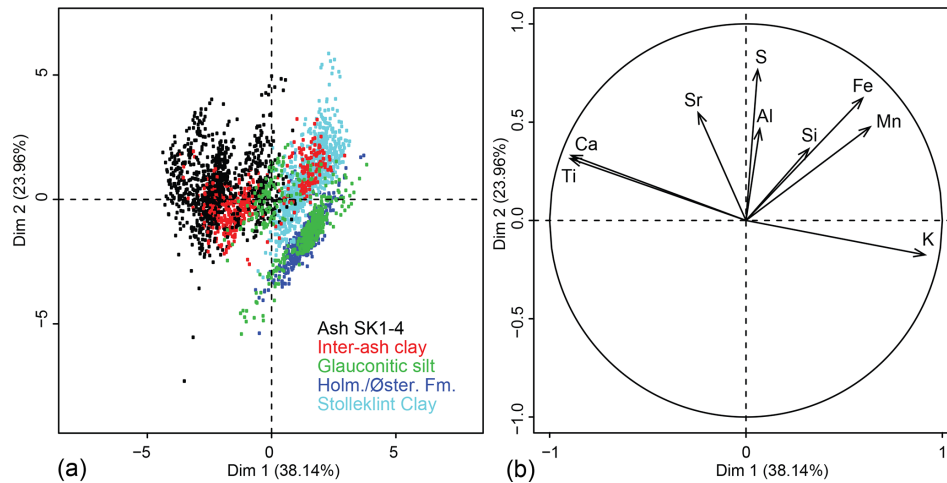 5
0
−5
Dim 2 (23.96%)
Ash SK1-4
Inter-ash clay
Glauconitic silt
Holm./Øster. Fm.
Stolleklint Clay
−5
0
5
Dim 1 (38.14%)
(a)
1.0
0.5
0.0
−0.5
−1.0
Dim 2 (23.96%)
S
Fe
Sr
Al
Mn
Si
Ca
Ti
K
−1
0
1
Dim 1 (38.14%)
(b)